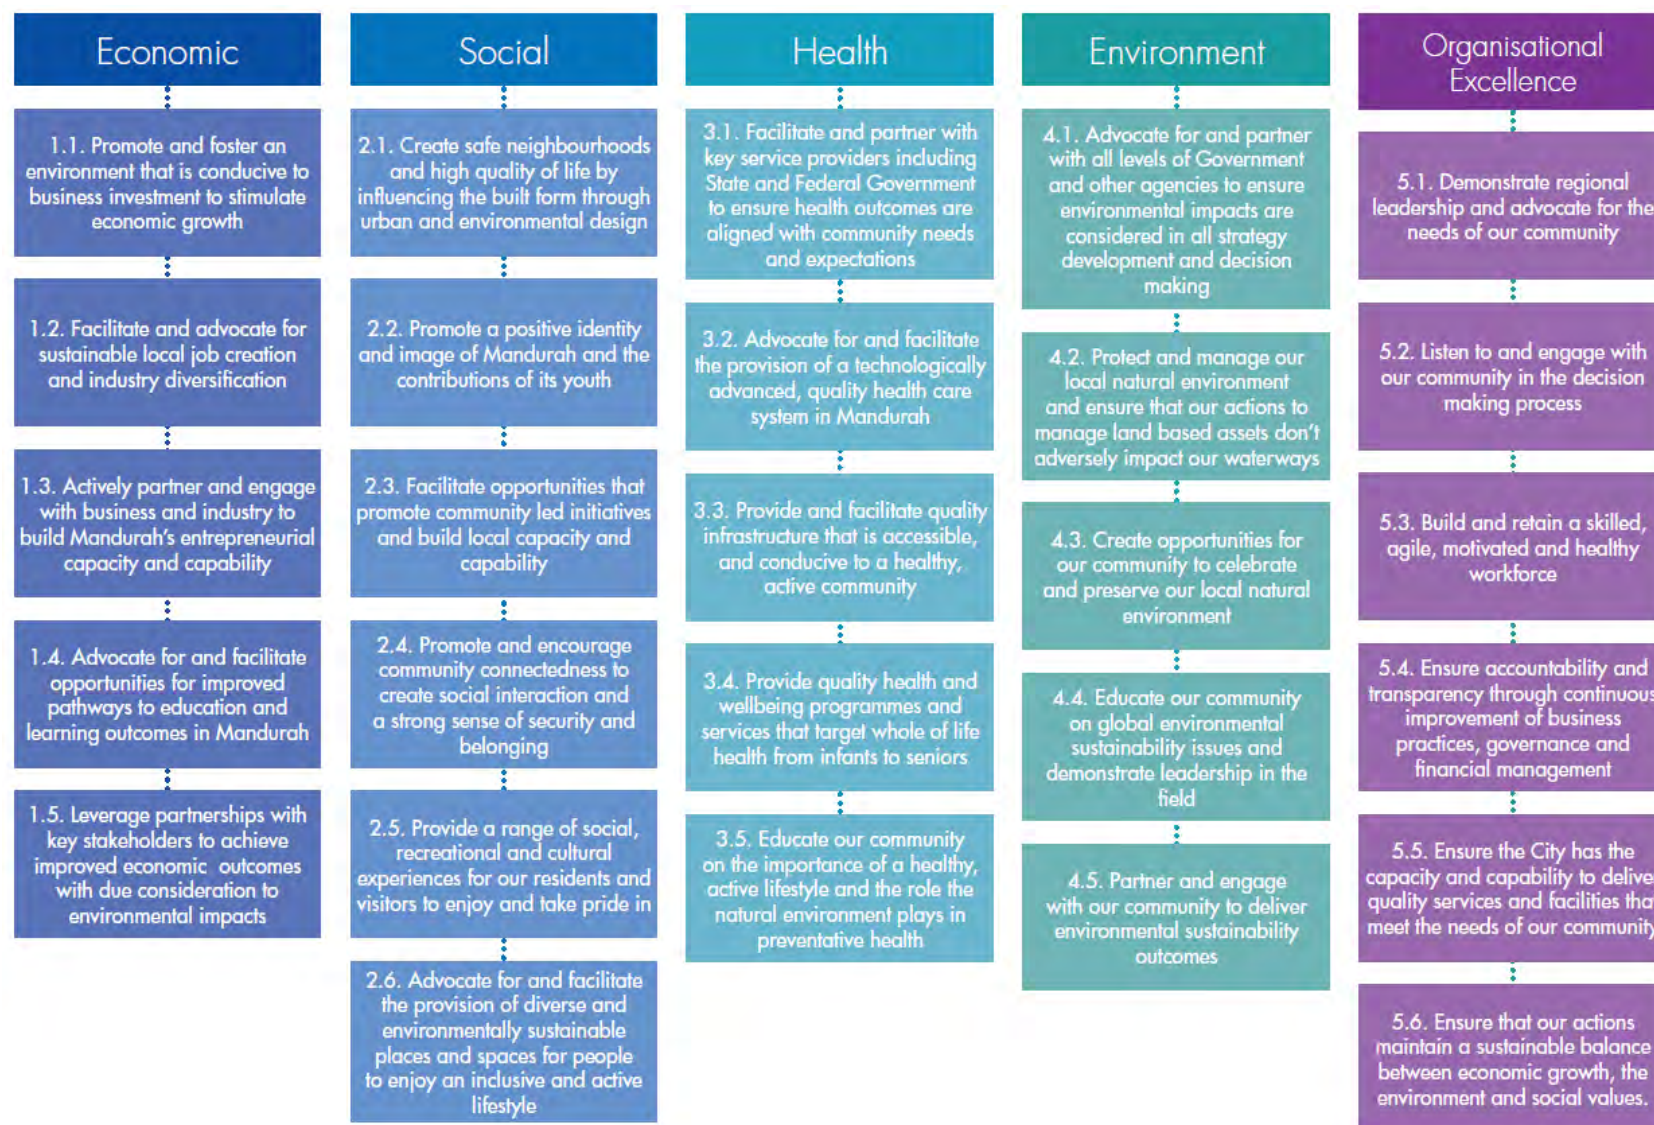 Economic
1.1. Promote and foster an
environment that is conducive to
business investment to stimulate
economic growth
1.2. Facilitate and advocate for
sustainable local job creation
and industry diversification
1.3. Actively partner and engage
with business and industry to
build Mandurah's entrepreneurial
capacity and capability
1.4. Advocate for and facilitate
opportunities for improved
pathways to education and
learning outcomes in Mandurah
1.5. Leverage partnerships with
key stakeholders to achieve
improved economic outcomes
with due consideration to
environmental impacts
Social
2.1. Create safe neighbourhoods
and high quality of life by
influencing the built form through
urban and environmental design
2.2. Promote a positive identity
and image of Mandurah and the
contributions of its youth
2.3. Facilitate opportunities that
promote community led initiatives
and build local capacity and
capability
2.4. Promote and encourage
community connectedness to
create social interaction and
a strong sense of security and
belonging
2.5. Provide a range of social,
recreational and cultural
experiences for our residents and
visitors to enjoy and take pride in
2.6. Advocate for and facilitate
the provision of diverse and
environmentally sustainable
places and spaces for people
to enjoy an inclusive and active
lifestyle
Health
3.1. Facilitate and partner with
key service providers including
State and Federal Government
to ensure health outcomes are
aligned with community needs
and expectations
3.2. Advocate for and facilitate
the provision of a technologically
advanced, quality health care
system in Mandurah
3.3. Provide and facilitate quality
infrastructure that is accessible,
and conducive to a healthy,
active community
3.4. Provide quality health and
wellbeing programmes and
services that target whole of life
health from infants to seniors
3.5. Educate our community
on the importance of a healthy,
active lifestyle and the role the
natural environment plays in
preventative health
Environment
4.1. Advocate for and partner
with all levels of Government
and other agencies to ensure
environmental impacts are
considered in all strategy
development and decision
making
4.2. Protect and manage our
local natural environment
and ensure that our actions to
manage land based assets don't
adversely impact our waterways
4.3. Create opportunities for
our community to celebrate
and preserve our local natural
environment
4.4. Educate our community
on global environmental
sustainability issues and
demonstrate leadership in the
field
4.5. Partner and engage
with our community to deliver
environmental sustainability
outcomes
Organisational
Excellence
5.1. Demonstrate regional
leadership and advocate for the
needs of our community
5.2. Listen to and engage with
our community in the decision
making process
5.3. Build and retain a skilled,
agile, motivated and healthy
workforce
5.4. Ensure accountability and
transparency through continuous
improvement of business
practices, governance and
financial management
5.5. Ensure the City has the
capacity and capability to deliver
quality services and facilities that
meet the needs of our community
5.6. Ensure that our actions
maintain a sustainable balance
between economic growth, the
environment and social values.